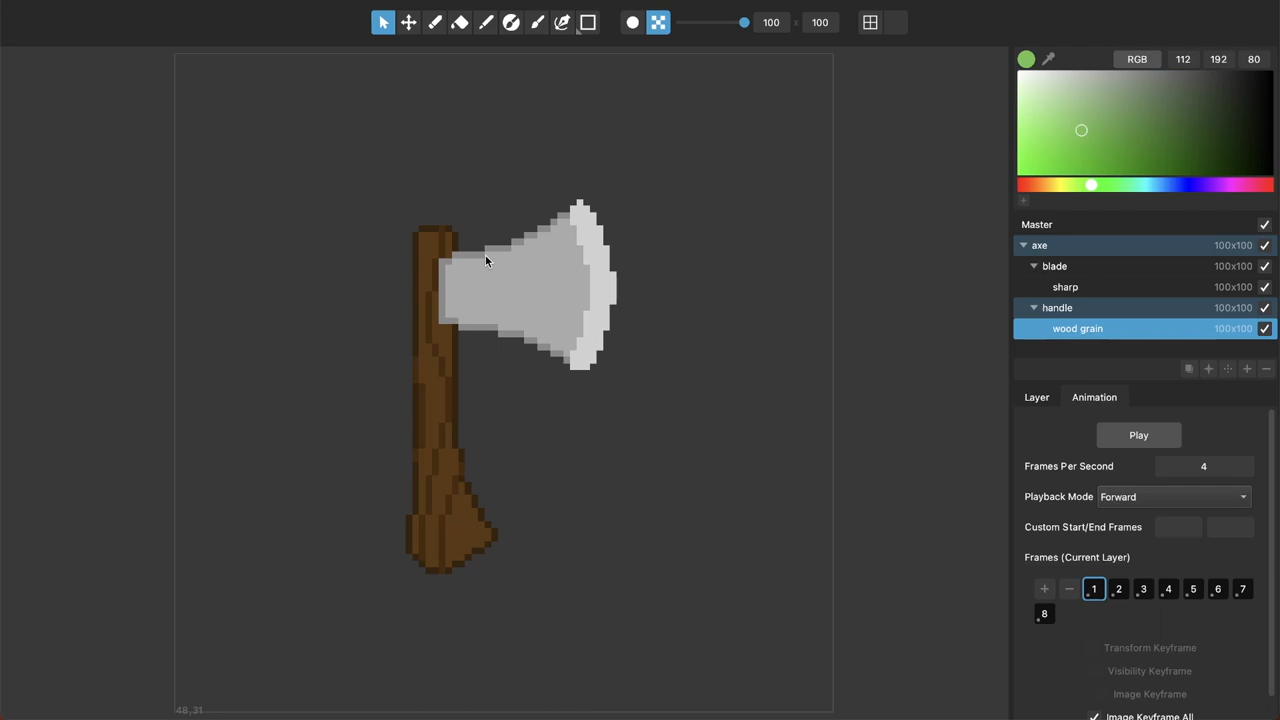 100 x 100
RGB 112 192 80
+
Master
axe 100x100
blade 100x100
sharp 100x100
handle 100x100
wood grain 100x100
Layer Animation
Play
Frames Per Second 4
Playback Mode Forward
Custom Start/End Frames
Frames (Current Layer)
+ − 1 2 3 4 5 6 7
8
Transform Keyframe
Visibility Keyframe
Image Keyframe
Image Keyframe All
48,31